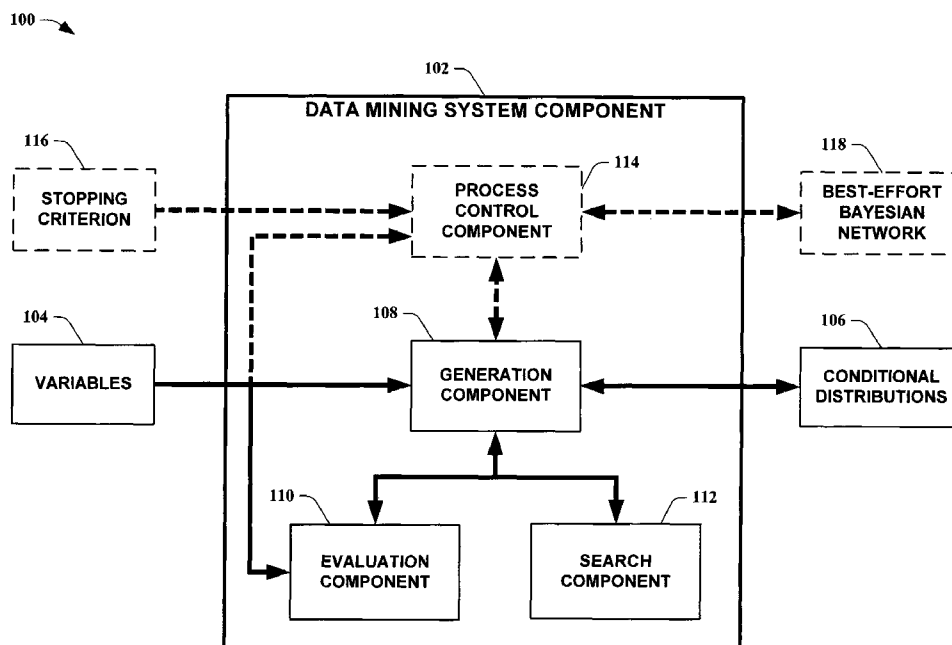 100
102
DATA MINING SYSTEM COMPONENT
116
STOPPING
CRITERION
114
PROCESS
CONTROL
COMPONENT
118
BEST-EFFORT
BAYESIAN
NETWORK
104
VARIABLES
108
GENERATION
COMPONENT
106
CONDITIONAL
DISTRIBUTIONS
110
EVALUATION
COMPONENT
112
SEARCH
COMPONENT